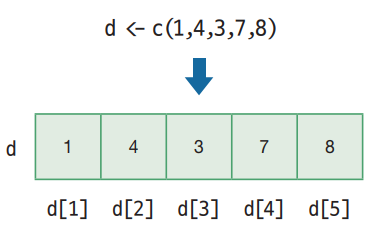 d <- c(1,4,3,7,8)
d 1 4 3 7 8
d[1] d[2] d[3] d[4] d[5]